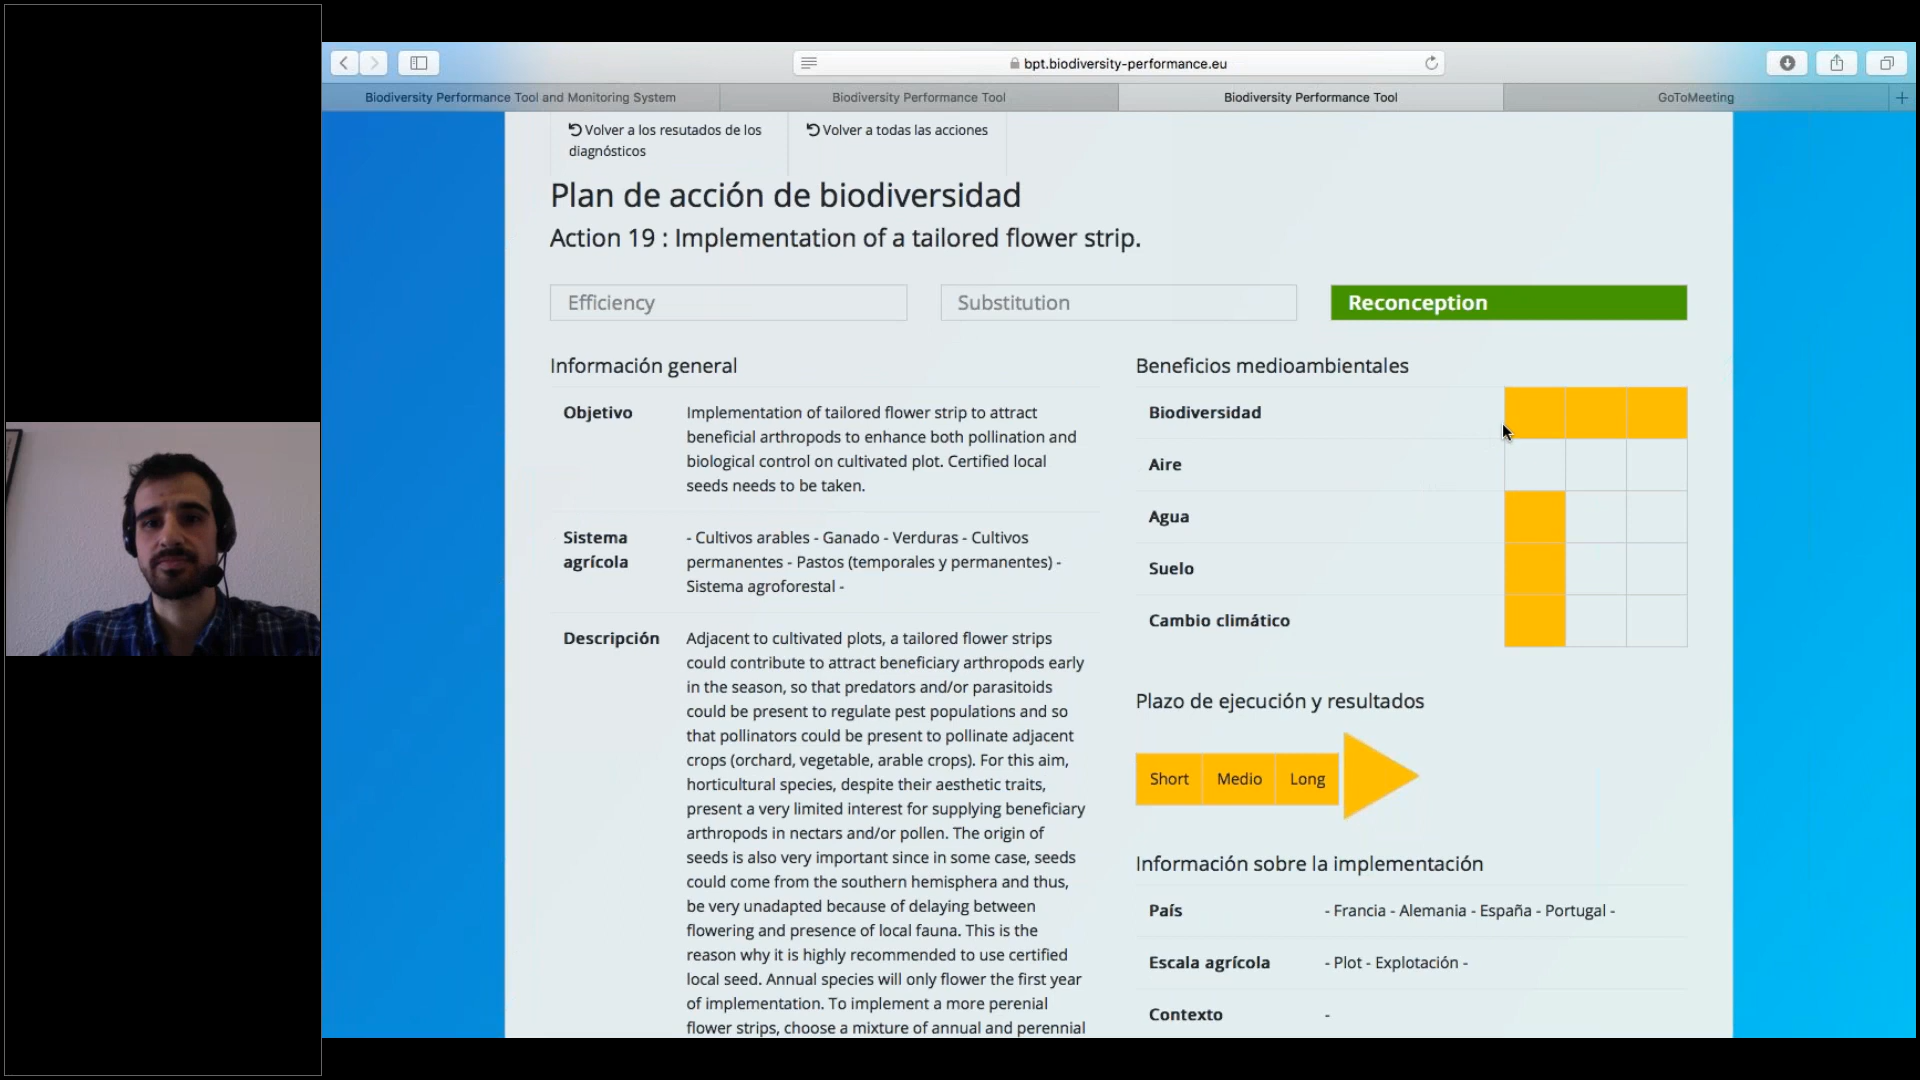 bpt.biodiversity-performance.eu
Biodiversity Performance Tool and Monitoring System
Biodiversity Performance Tool
Biodiversity Performance Tool
GoToMeeting
Volver a los resutados de los
diagnósticos
Volver a todas las acciones
Plan de acción de biodiversidad
Action 19 : Implementation of a tailored flower strip.
Efficiency
Substitution
Reconception
Información general
Objetivo
Implementation of tailored flower strip to attract
beneficial arthropods to enhance both pollination and
biological control on cultivated plot. Certified local
seeds needs to be taken.
Sistema
agrícola
- Cultivos arables - Ganado - Verduras - Cultivos
permanentes - Pastos (temporales y permanentes) -
Sistema agroforestal -
Descripción
Adjacent to cultivated plots, a tailored flower strips
could contribute to attract beneficiary arthropods early
in the season, so that predators and/or parasitoids
could be present to regulate pest populations and so
that pollinators could be present to pollinate adjacent
crops (orchard, vegetable, arable crops). For this aim,
horticultural species, despite their aesthetic traits,
present a very limited interest for supplying beneficiary
arthropods in nectars and/or pollen. The origin of
seeds is also very important since in some case, seeds
could come from the southern hemisphera and thus,
be very unadapted because of delaying between
flowering and presence of local fauna. This is the
reason why it is highly recommended to use certified
local seed. Annual species will only flower the first year
of implementation. To implement a more perenial
flower strips, choose a mixture of annual and perennial
Beneficios medioambientales
Biodiversidad
Aire
Agua
Suelo
Cambio climático
Plazo de ejecución y resultados
Short
Medio
Long
Información sobre la implementación
País
- Francia - Alemania - España - Portugal -
Escala agrícola
- Plot - Explotación -
Contexto
-